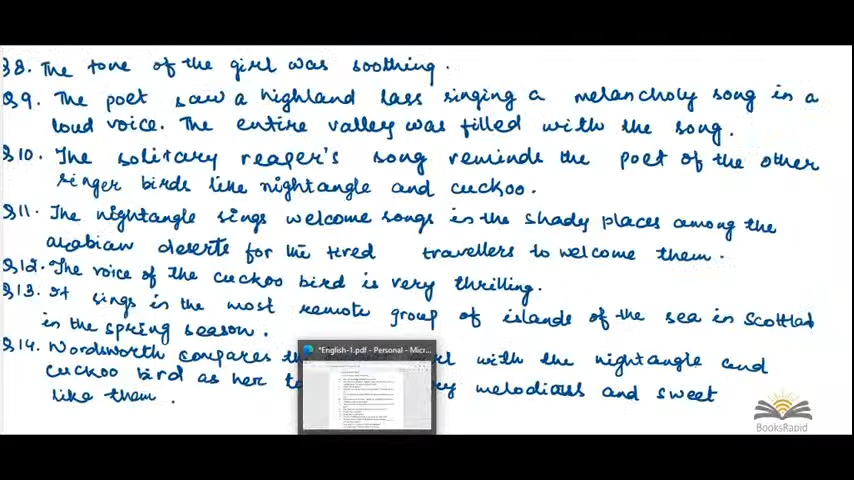 Q8. The tone of the girl was soothing.
Q9. The poet saw a highland lass singing a melancholy song in a
loud voice. The entire valley was filled with the song.
Q10. The solitary reaper's song reminds the poet of the other
singer birds like nightangle and cuckoo.
Q11. The nightangle sings welcome songs in the shady places among the
arabian deserts for the tired travellers to welcome them.
Q12. The voice of the cuckoo bird is very thrilling.
Q13. It sings in the most remote group of islands of the sea in Scottlad
in the spring season.
Q14. Wordsworth compares the with the nightangle and
cuckoo bird as her melodiass and sweet
like them.
*English-1.pdf - Personal - Micr...
BooksRapid